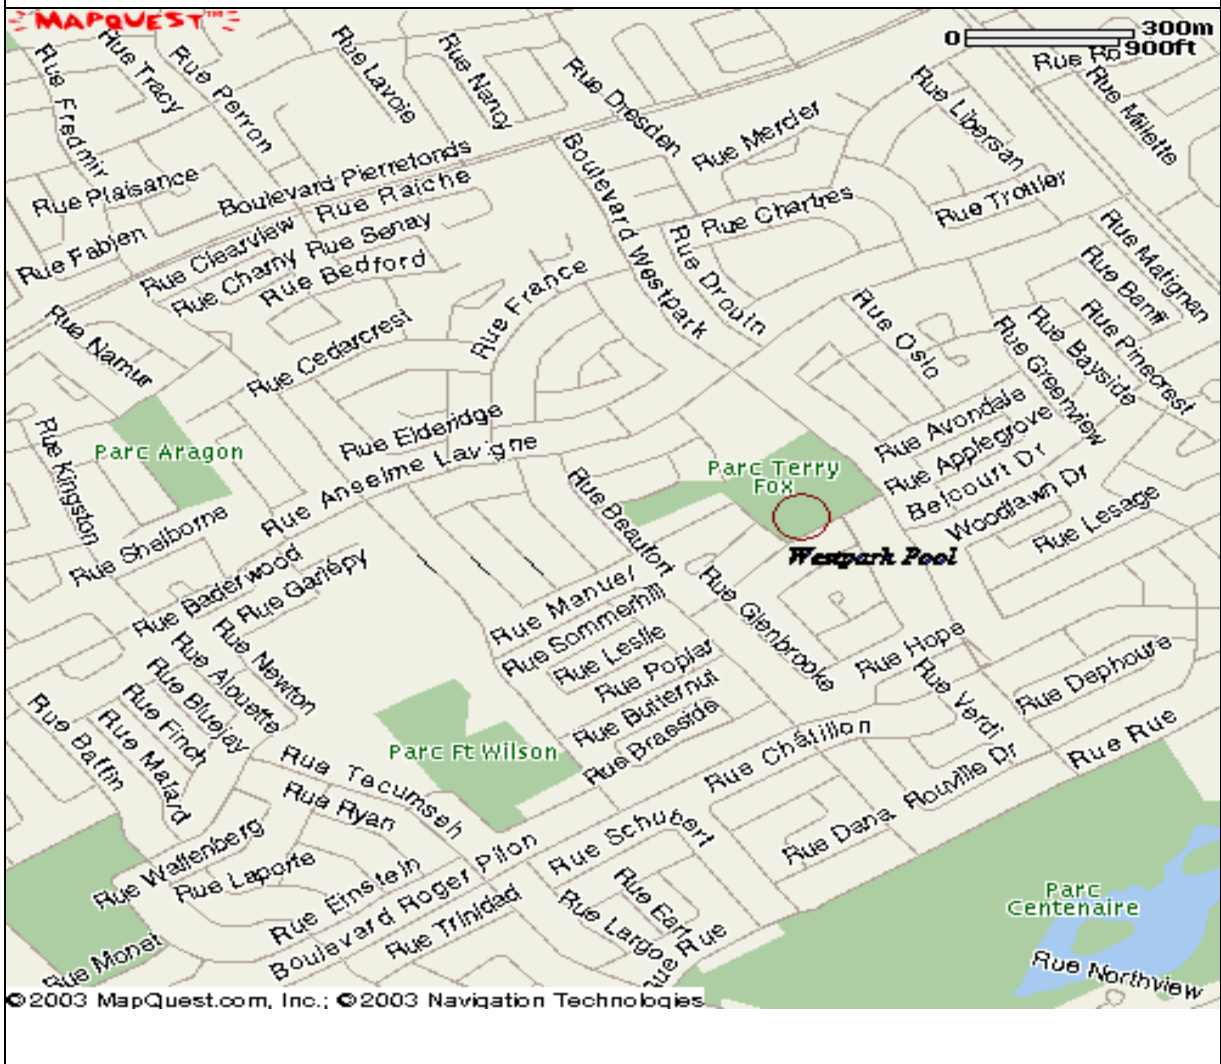 MAPQUEST™
0
300m
900ft
Rue Fredmir
Rue Tracy
Rue Perron
Rue Lavoie
Rue Nancy
Rue Dresden
Rue Mercier
Rue Libersan
Rue Ro
Rue Millette
Rue Plaisance
Boulevard Pierrefonds
Rue Raiche
Boulevard Westpark
Rue Chartres
Rue Trottier
Rue Fabien
Rue Clearview
Rue Senay
Rue Charny
Rue Bedford
Rue France
Rue Drouin
Rue Matignan
Rue Banff
Rue Namur
Rue Cedarcrest
Rue Oslo
Rue Greenview
Rue Bayside
Rue Pinecrest
Rue Kingston
Parc Aragon
Rue Elderidge
Rue Anselme Lavigne
Rue Avondale
Rue Applegrove
Parc Terry
Fox
Belcourt Dr
Woodlawn Dr
Rue Lesage
Rue Beaufort
Rue Shelborne
Westpark Pool
Rue Baderwood
Rue Gariepy
Rue Manuel
Rue Sommerhill
Rue Glenbrooke
Rue Leslie
Rue Poplar
Rue Hope
Rue Newton
Rue Alouette
Rue Bluejay
Rue Finch
Rue Malard
Rue Baffin
Rue Butternut
Rue Braeside
Rue Verdi
Rue Dephoure
Parc Ft Wilson
Rue Châtillon
Rouville Dr
Rue Rue
Rua Tecumseh
Rua Ryan
Rue Wallenberg
Rue Laporte
Rue Einstein
Boulevard Roger Pilon
Rue Schubert
Rue Dana
Rue Trinidad
Rue Earl
Rue Largo
Rue Rue
Parc
Centenaire
Rue Monet
Rue Northview
©2003 MapQuest.com, Inc.; ©2003 Navigation Technologies